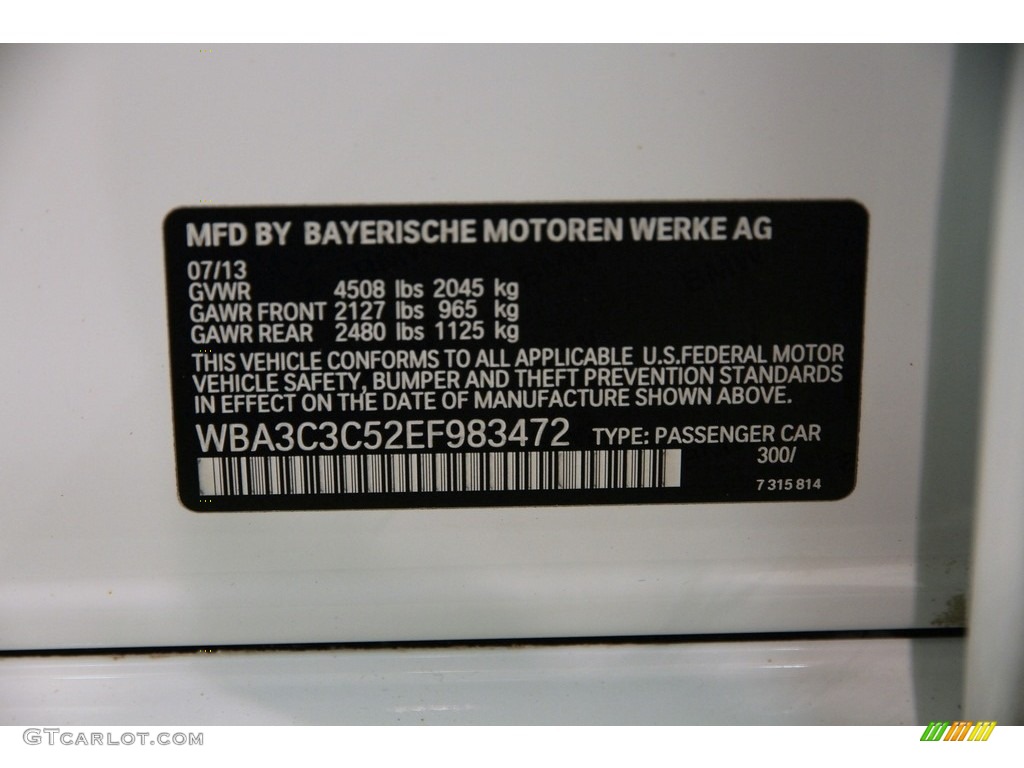 MFD BY BAYERISCHE MOTOREN WERKE AG
07/13
GVWR 4508 lbs 2045 kg
GAWR FRONT 2127 lbs 965 kg
GAWR REAR 2480 lbs 1125 kg
THIS VEHICLE CONFORMS TO ALL APPLICABLE U.S.FEDERAL MOTOR
VEHICLE SAFETY, BUMPER AND THEFT PREVENTION STANDARDS
IN EFFECT ON THE DATE OF MANUFACTURE SHOWN ABOVE.
WBA3C3C52EF983472 TYPE: PASSENGER CAR
300/
7 315 814
GTCARLOT.COM